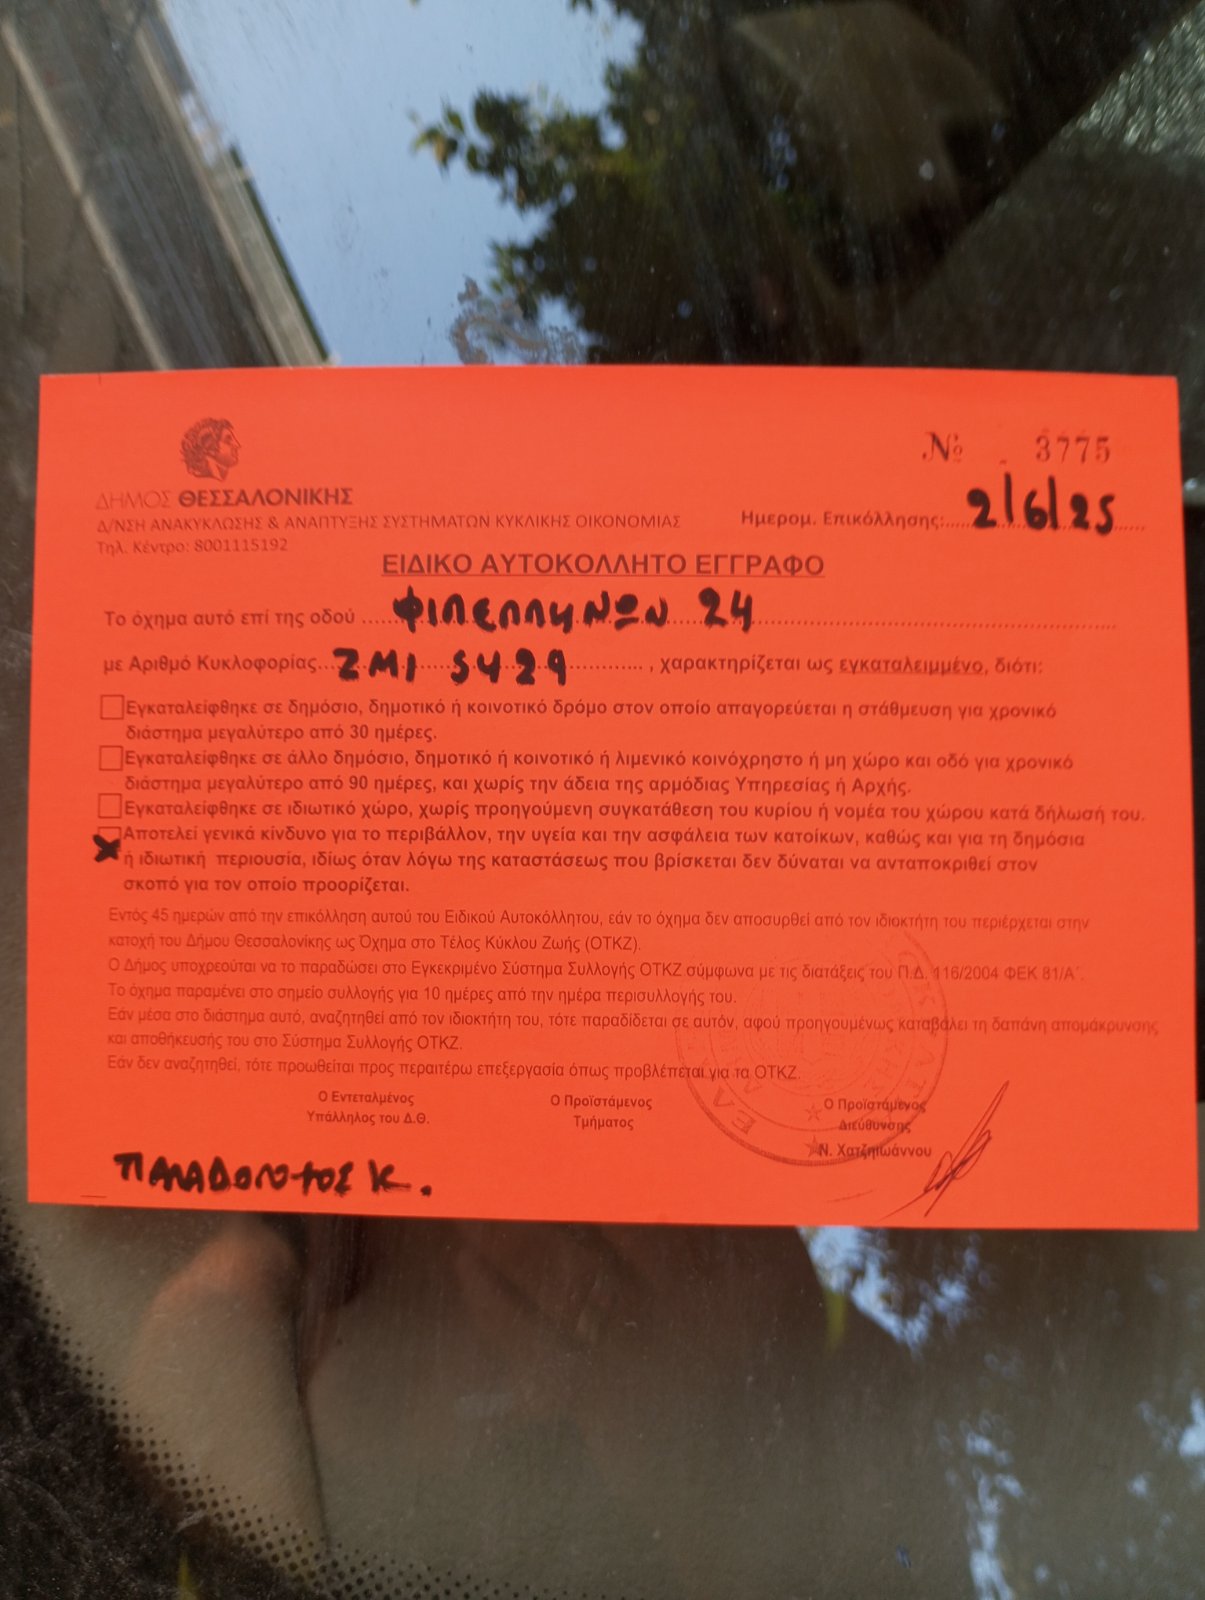 № 3775
ΔΗΜΟΣ ΘΕΣΣΑΛΟΝΙΚΗΣ
Δ/ΝΣΗ ΑΝΑΚΥΚΛΩΣΗΣ & ΑΝΑΠΤΥΞΗΣ ΣΥΣΤΗΜΑΤΩΝ ΚΥΚΛΙΚΗΣ ΟΙΚΟΝΟΜΙΑΣ
Ημερομ. Επικόλλησης: 2/6/25
Τηλ. Κέντρο: 8001115192
ΕΙΔΙΚΟ ΑΥΤΟΚΟΛΛΗΤΟ ΕΓΓΡΑΦΟ
Το όχημα αυτό επί της οδού ΦΙΛΕΛΛΗΝΩΝ 24
με Αριθμό Κυκλοφορίας ΖΜΙ 5429, χαρακτηρίζεται ως εγκαταλειμμένο, διότι:
Εγκαταλείφθηκε σε δημόσιο, δημοτικό ή κοινοτικό δρόμο στον οποίο απαγορεύεται η στάθμευση για χρονικό
διάστημα μεγαλύτερο από 30 ημέρες.
Εγκαταλείφθηκε σε άλλο δημόσιο, δημοτικό ή κοινοτικό ή λιμενικό κοινόχρηστο ή μη χώρο και οδό για χρονικό
διάστημα μεγαλύτερο από 90 ημέρες, και χωρίς την άδεια της αρμόδιας Υπηρεσίας ή Αρχής.
Εγκαταλείφθηκε σε ιδιωτικό χώρο, χωρίς προηγούμενη συγκατάθεση του κυρίου ή νομέα του χώρου κατά δήλωσή του.
Αποτελεί γενικά κίνδυνο για το περιβάλλον, την υγεία και την ασφάλεια των κατοίκων, καθώς και για τη δημόσια
ή ιδιωτική περιουσία, ιδίως όταν λόγω της καταστάσεως που βρίσκεται δεν δύναται να ανταποκριθεί στον
σκοπό για τον οποίο προορίζεται.
Εντός 45 ημερών από την επικόλληση αυτού του Ειδικού Αυτοκόλλητου, εάν το όχημα δεν αποσυρθεί από τον ιδιοκτήτη του περιέρχεται στην
κατοχή του Δήμου Θεσσαλονίκης ως Όχημα στο Τέλος Κύκλου Ζωής (ΟΤΚΖ).
Ο Δήμος υποχρεούται να το παραδώσει στο Εγκεκριμένο Σύστημα Συλλογής ΟΤΚΖ σύμφωνα με τις διατάξεις του Π.Δ. 116/2004 ΦΕΚ 81/Α΄.
Το όχημα παραμένει στο σημείο συλλογής για 10 ημέρες από την ημέρα περισυλλογής του.
Εάν μέσα στο διάστημα αυτό, αναζητηθεί από τον ιδιοκτήτη του, τότε παραδίδεται σε αυτόν, αφού προηγουμένως καταβάλει τη δαπάνη απομάκρυνσης
και αποθήκευσής του στο Σύστημα Συλλογής ΟΤΚΖ.
Εάν δεν αναζητηθεί, τότε προωθείται προς περαιτέρω επεξεργασία όπως προβλέπεται για τα ΟΤΚΖ.
Ο Εντεταλμένος
Υπάλληλος του Δ.Θ.
Ο Προϊστάμενος
Τμήματος
Ο Προϊστάμενος
Διεύθυνσης
Ν. Χατζηιωάννου
Κ.